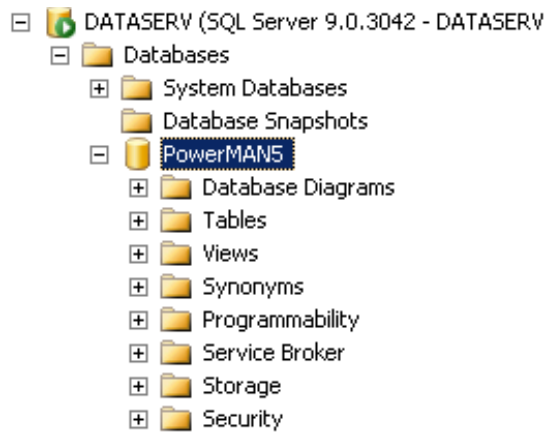 DATASERV (SQL Server 9.0.3042 - DATASERV
Databases
System Databases
Database Snapshots
PowerMAN5
Database Diagrams
Tables
Views
Synonyms
Programmability
Service Broker
Storage
Security